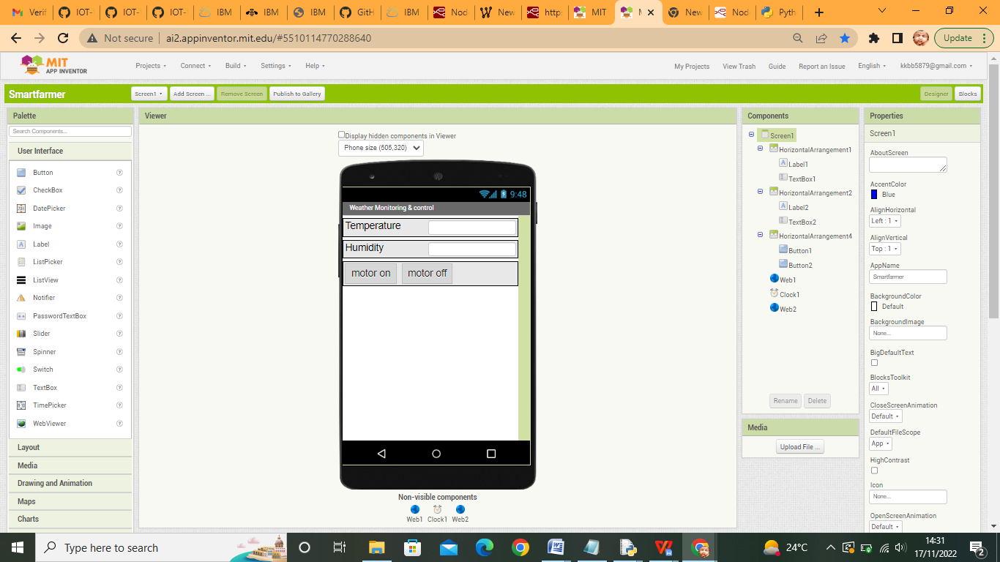 Verif IOT- IOT- IOT- IBM IBM IBM GitH IBM Nod New http: MIT New Nod Pyth
Not secure ai2.appinventor.mit.edu/#5510114770288640 Update
MIT
APP INVENTOR
Projects Connect Build Settings Help My Projects View Trash Guide Report an Issue English kkbb5879@gmail.com
Smartfarmer Screen1 Add Screen ... Remove Screen Publish to Gallery Designer Blocks
Palette
Search Components...
User Interface
Button
CheckBox
DatePicker
Image
Label
ListPicker
ListView
Notifier
PasswordTextBox
Slider
Spinner
Switch
TextBox
TimePicker
WebViewer
Layout
Media
Drawing and Animation
Maps
Charts
Viewer
Display hidden components in Viewer
Phone size (505,320)
9:48
Weather Monitoring & control
Temperature
Humidity
motor on motor off
Non-visible components
Web1 Clock1 Web2
Components
Screen1
HorizontalArrangement1
Label1
TextBox1
HorizontalArrangement2
Label2
TextBox2
HorizontalArrangement4
Button1
Button2
Web1
Clock1
Web2
Rename Delete
Media
Upload File ...
Properties
Screen1
AboutScreen
AccentColor
Blue
AlignHorizontal
Left : 1
AlignVertical
Top : 1
AppName
Smartfarmer
BackgroundColor
Default
BackgroundImage
None...
BigDefaultText
BlocksToolkit
All
CloseScreenAnimation
Default
DefaultFileScope
App
HighContrast
Icon
None...
OpenScreenAnimation
Default
Type here to search
24°C
14:31
17/11/2022
2